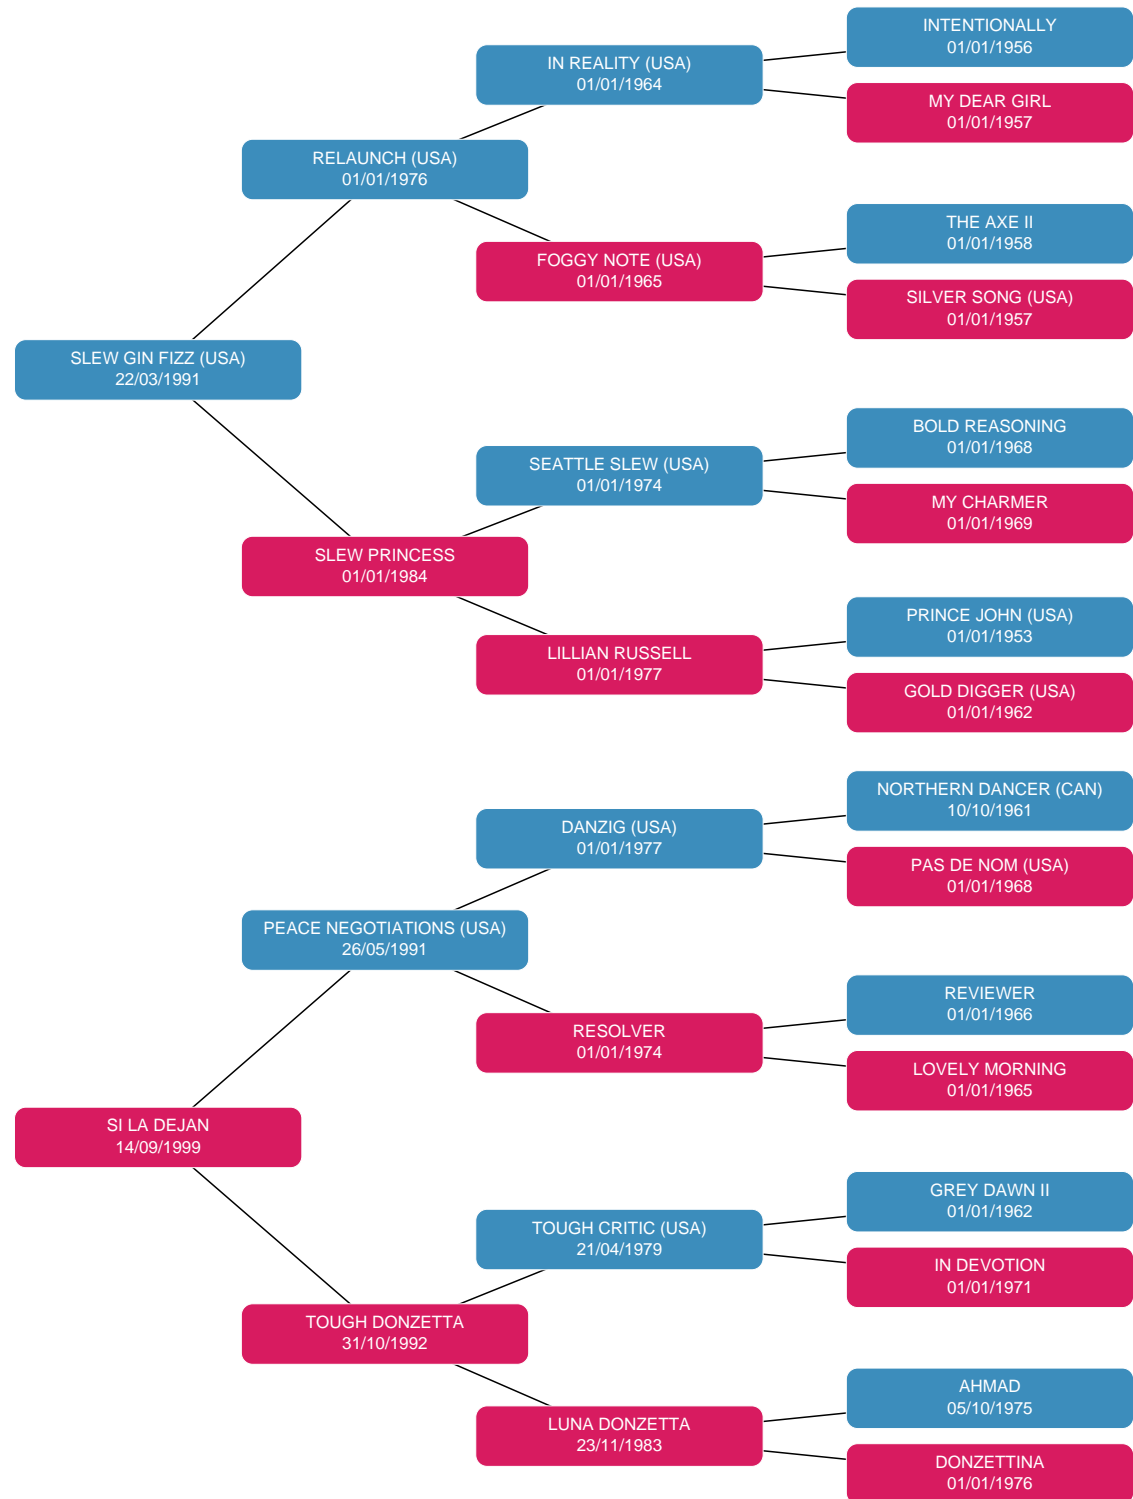 INTENTIONALLY
01/01/1956
IN REALITY (USA)
01/01/1964
MY DEAR GIRL
01/01/1957
RELAUNCH (USA)
01/01/1976
THE AXE II
01/01/1958
FOGGY NOTE (USA)
01/01/1965
SILVER SONG (USA)
01/01/1957
SLEW GIN FIZZ (USA)
22/03/1991
BOLD REASONING
01/01/1968
SEATTLE SLEW (USA)
01/01/1974
MY CHARMER
01/01/1969
SLEW PRINCESS
01/01/1984
PRINCE JOHN (USA)
01/01/1953
LILLIAN RUSSELL
01/01/1977
GOLD DIGGER (USA)
01/01/1962
NORTHERN DANCER (CAN)
10/10/1961
DANZIG (USA)
01/01/1977
PAS DE NOM (USA)
01/01/1968
PEACE NEGOTIATIONS (USA)
26/05/1991
REVIEWER
01/01/1966
RESOLVER
01/01/1974
LOVELY MORNING
01/01/1965
SI LA DEJAN
14/09/1999
GREY DAWN II
01/01/1962
TOUGH CRITIC (USA)
21/04/1979
IN DEVOTION
01/01/1971
TOUGH DONZETTA
31/10/1992
AHMAD
05/10/1975
LUNA DONZETTA
23/11/1983
DONZETTINA
01/01/1976